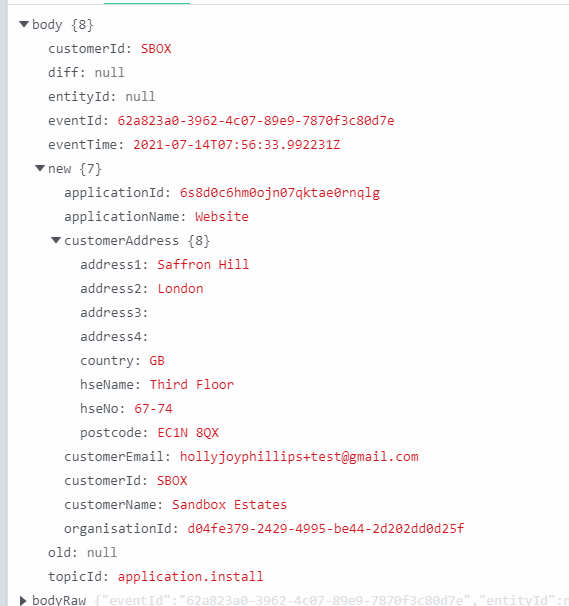 body {8}
customerId: SBOX
diff: null
entityId: null
eventId: 62a823a0-3962-4c07-89e9-7870f3c80d7e
eventTime: 2021-07-14T07:56:33.992231Z
new {7}
applicationId: 6s8d0c6hm0ojn07qktae0rnqlg
applicationName: Website
customerAddress {8}
address1: Saffron Hill
address2: London
address3:
address4:
country: GB
hseName: Third Floor
hseNo: 67-74
postcode: EC1N 8QX
customerEmail: hollyjoyphillips+test@gmail.com
customerId: SBOX
customerName: Sandbox Estates
organisationId: d04fe379-2429-4995-be44-2d202dd0d25f
old: null
topicId: application.install
bodyRaw {"eventId":"62a823a0-3962-4c07-89e9-7870f3c80d7e","entityId":n